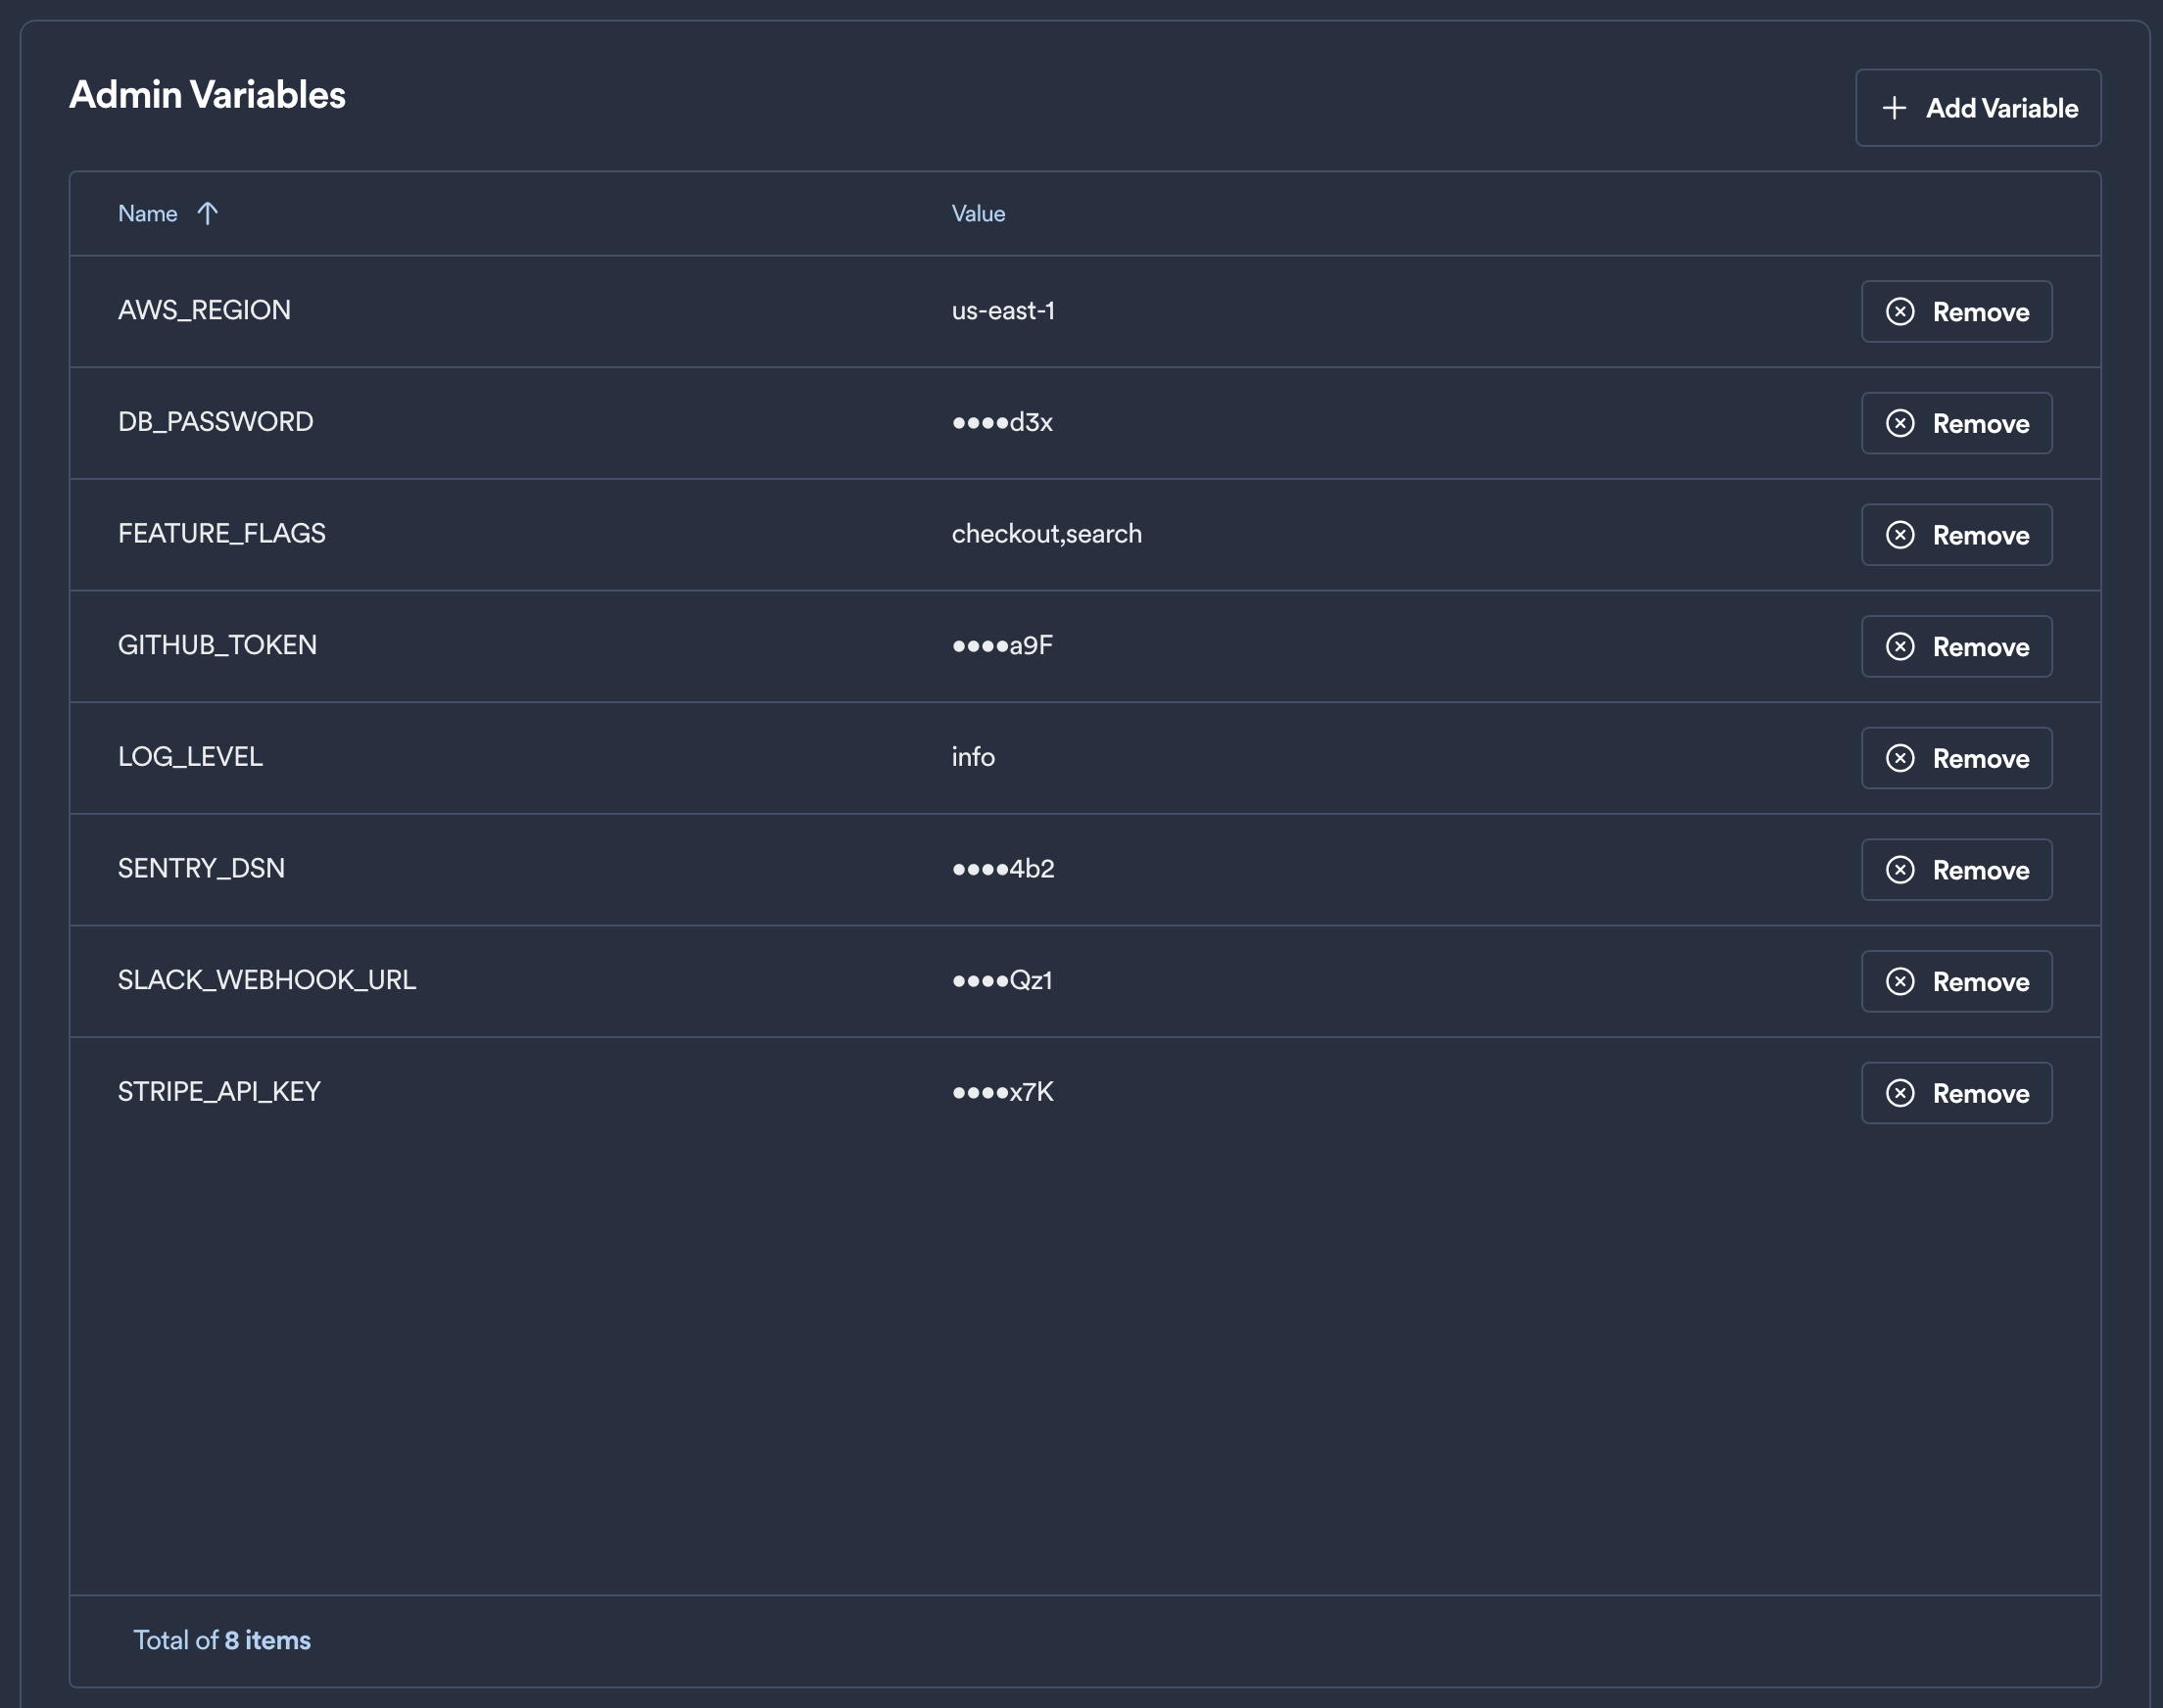 Admin Variables
Add Variable
Name Value
AWS_REGION us-east-1 Remove
DB_PASSWORD ●●●●d3x Remove
FEATURE_FLAGS checkout,search Remove
GITHUB_TOKEN ●●●●a9F Remove
LOG_LEVEL info Remove
SENTRY_DSN ●●●●4b2 Remove
SLACK_WEBHOOK_URL ●●●●Qz1 Remove
STRIPE_API_KEY ●●●●x7K Remove
Total of 8 items